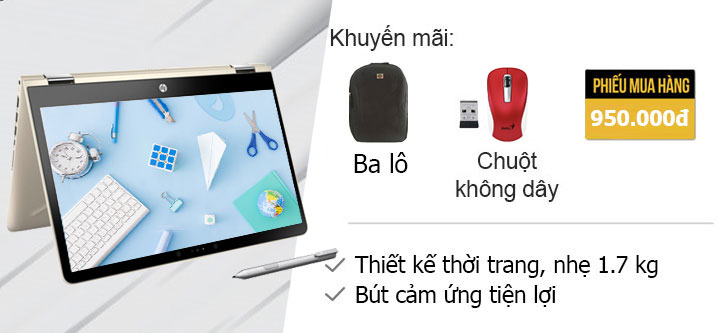 Khuyến mãi:
PHIẾU MUA HÀNG
950.000đ
Ba lô
Chuột
không dây
Thiết kế thời trang, nhẹ 1.7 kg
Bút cảm ứng tiện lợi